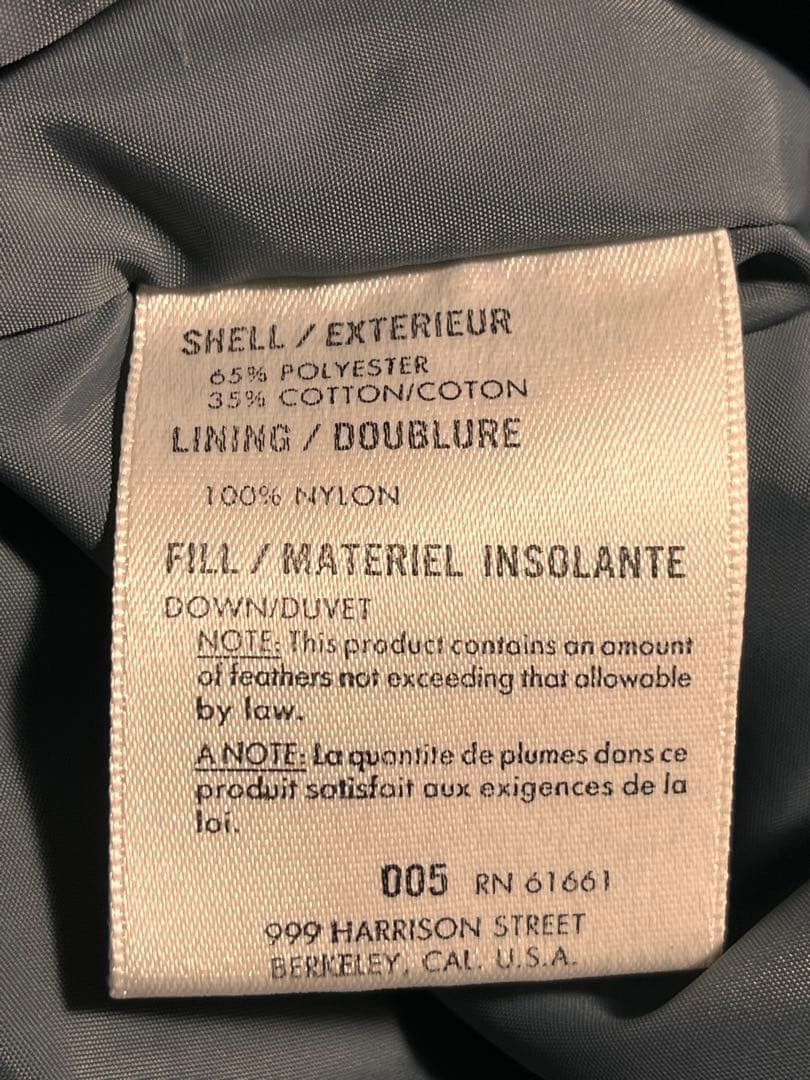 SHELL / EXTERIEUR
65% POLYESTER
35% COTTON/COTON
LINING / DOUBLURE
100% NYLON
FILL / MATERIEL INSOLANTE
DOWN/DUVET
NOTE: This product contains an amount
of feathers not exceeding that allowable
by law.
A NOTE: La quantite de plumes dans ce
produit satisfait aux exigences de la
loi.
005 RN 61661
999 HARRISON STREET
BERKELEY, CAL. U.S.A.